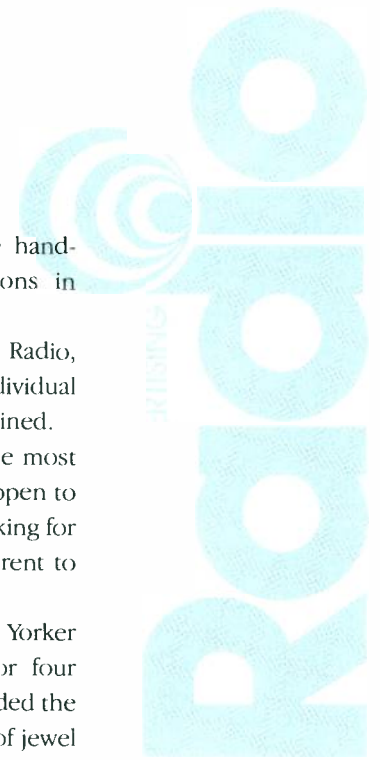 hand-
ons in
Radio,
dividual
ined.
e most
pen to
king for
rent to
Yorker
or four
ded the
of jewel
Radio